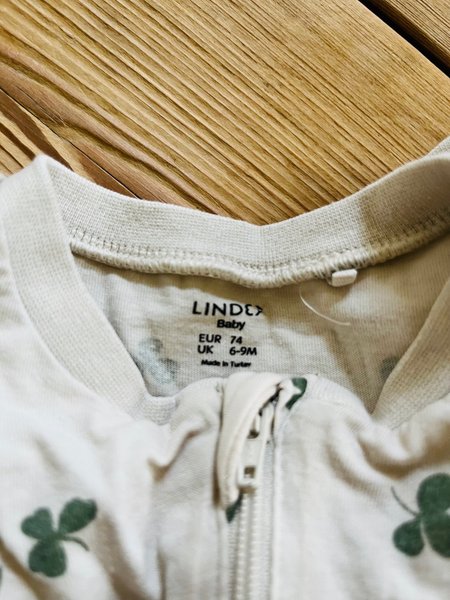 LINDEX
Baby
EUR 74
UK 6-9M
Made in Turkey